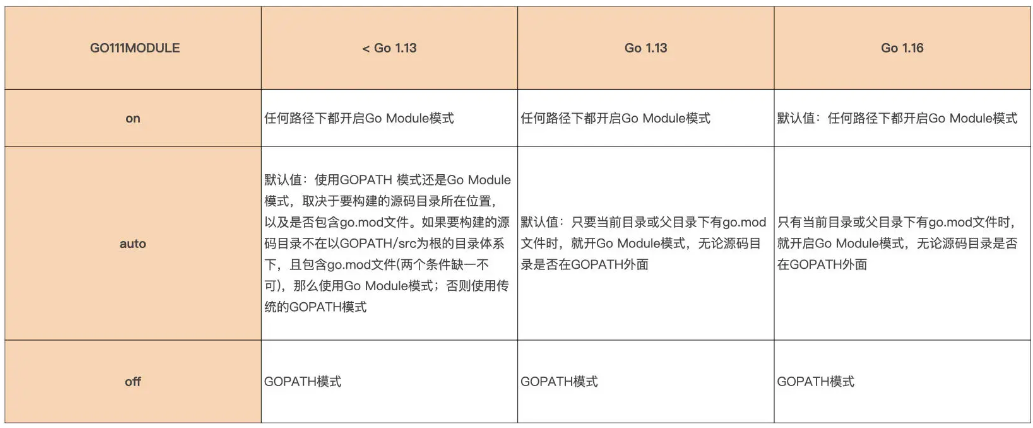 GO111MODULE
< Go 1.13
Go 1.13
Go 1.16
on
任何路径下都开启Go Module模式
任何路径下都开启Go Module模式
默认值：任何路径下都开启Go Module模式
auto
默认值：使用GOPATH 模式还是Go Module
模式，取决于要构建的源码目录所在位置，
以及是否包含go.mod文件。如果要构建的源
码目录不在以GOPATH/src为根的目录体系
下，且包含go.mod文件(两个条件缺一不
可)，那么使用Go Module模式；否则使用传
统的GOPATH模式
默认值：只要当前目录或父目录下有go.mod
文件时，就开Go Module模式，无论源码目
录是否在GOPATH外面
只有当前目录或父目录下有go.mod文件时，
就开启Go Module模式，无论源码目录是否
在GOPATH外面
off
GOPATH模式
GOPATH模式
GOPATH模式